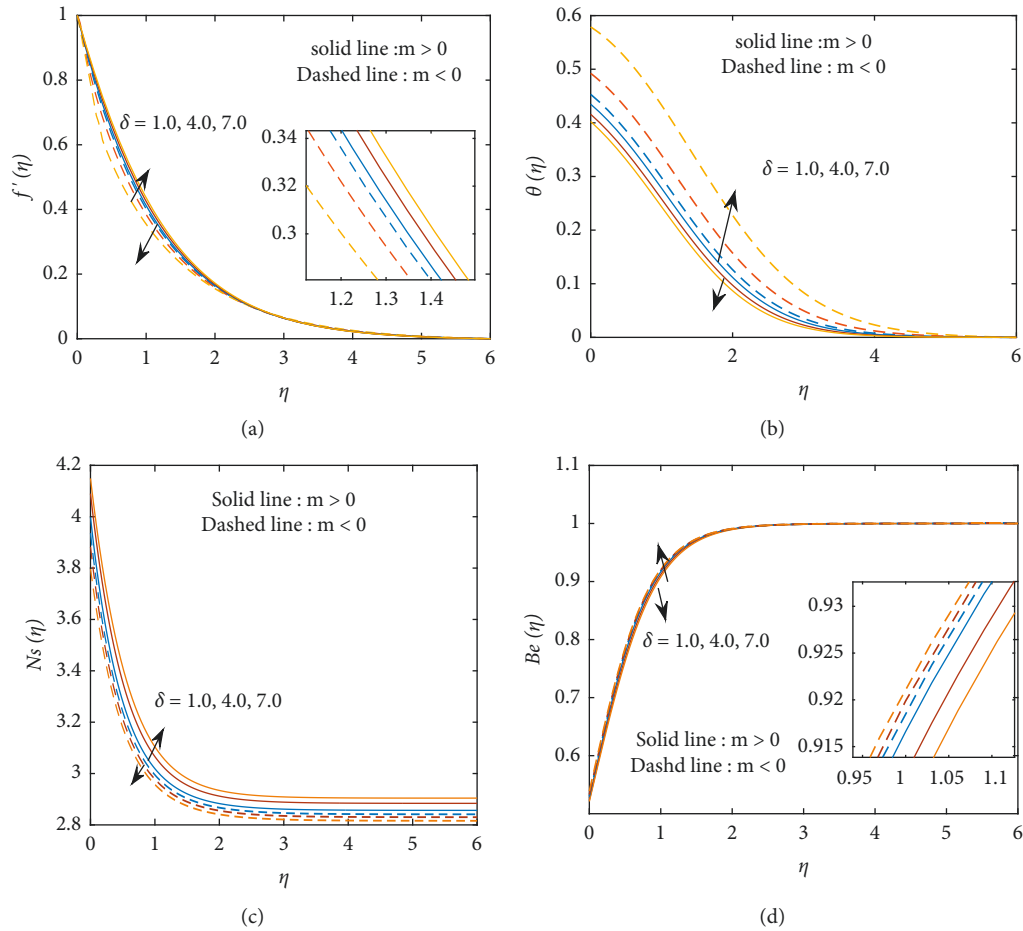 1
0.8
0.6
0.4
0.2
0
0 1 2 3 4 5 6
f ′ (η)
η
solid line :m > 0
Dashed line : m < 0
δ = 1.0, 4.0, 7.0
0.34
0.32
0.3
1.2 1.3 1.4
(a)
0.6
0.5
0.4
0.3
0.2
0.1
0
0 2 4 6
θ (η)
η
solid line :m > 0
Dashed line : m < 0
δ = 1.0, 4.0, 7.0
(b)
4.2
4
3.8
3.6
3.4
3.2
3
2.8
0 1 2 3 4 5 6
Ns (η)
η
Solid line : m > 0
Dashed line : m < 0
δ = 1.0, 4.0, 7.0
(c)
1.1
1
0.9
0.8
0.7
0.6
0 1 2 3 4 5 6
Be (η)
η
δ = 1.0, 4.0, 7.0
Solid line : m > 0
Dashd line : m < 0
0.93
0.925
0.92
0.915
0.95 1 1.05 1.1
(d)